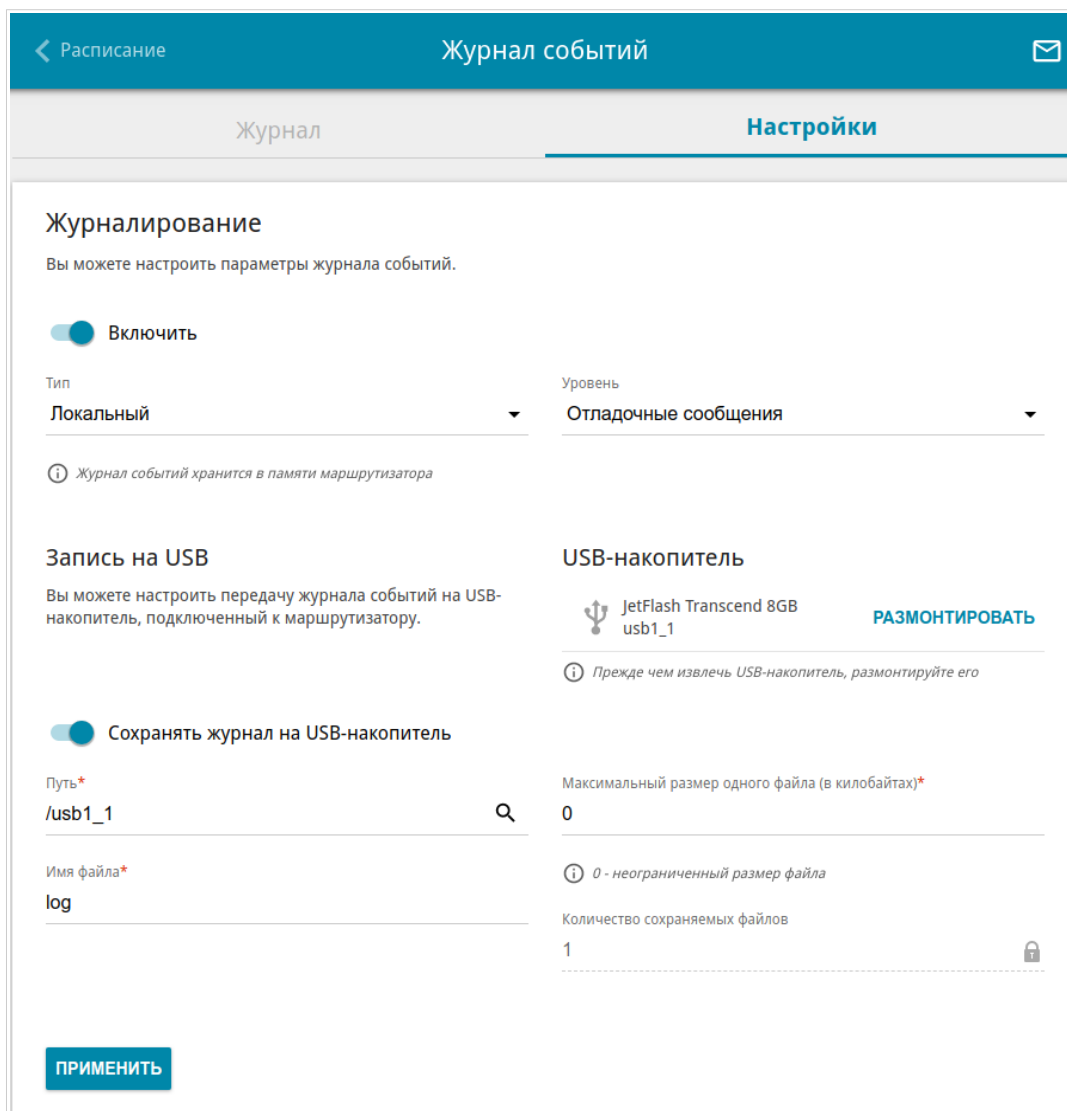 Расписание
Журнал событий
Журнал
Настройки
Журналирование
Вы можете настроить параметры журнала событий.
Включить
Тип
Локальный
Уровень
Отладочные сообщения
Журнал событий хранится в памяти маршрутизатора
Запись на USB
Вы можете настроить передачу журнала событий на USB-
накопитель, подключенный к маршрутизатору.
USB-накопитель
JetFlash Transcend 8GB
usb1_1
РАЗМОНТИРОВАТЬ
Прежде чем извлечь USB-накопитель, размонтируйте его
Сохранять журнал на USB-накопитель
Путь*
/usb1_1
Максимальный размер одного файла (в килобайтах)*
0
Имя файла*
log
0 - неограниченный размер файла
Количество сохраняемых файлов
1
ПРИМЕНИТЬ